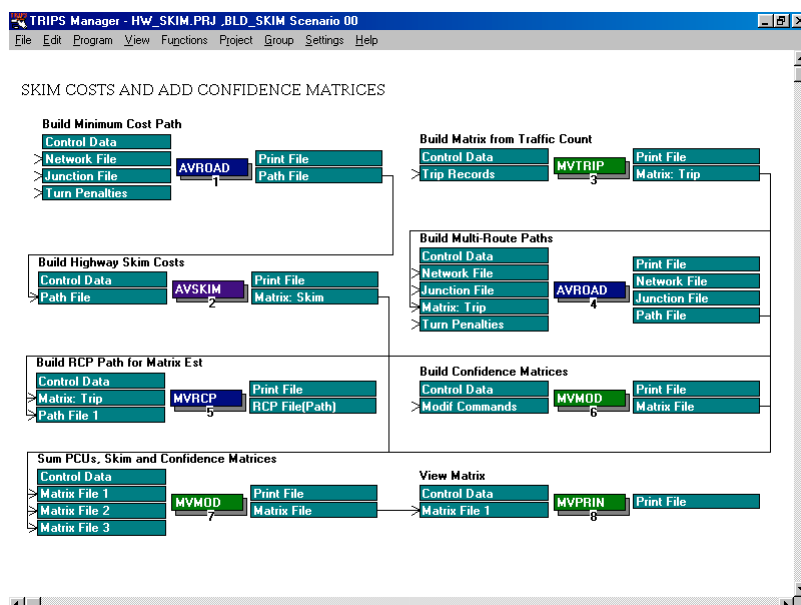 TRIPS Manager - HW_SKIM.PRJ ,BLD_SKIM Scenario 00
File Edit Program View Functions Project Group Settings Help
SKIM COSTS AND ADD CONFIDENCE MATRICES
Build Minimum Cost Path
Control Data
Network File
Junction File
Turn Penalties
AVROAD
1
Print File
Path File
Build Matrix from Traffic Count
Control Data
Trip Records
MVTRIP
3
Print File
Matrix: Trip
Build Highway Skim Costs
Control Data
Path File
AVSKIM
2
Print File
Matrix: Skim
Build Multi-Route Paths
Control Data
Network File
Junction File
Matrix: Trip
Turn Penalties
AVROAD
4
Print File
Network File
Junction File
Path File
Build RCP Path for Matrix Est
Control Data
Matrix: Trip
Path File 1
MVRCP
5
Print File
RCP File(Path)
Build Confidence Matrices
Control Data
Modif Commands
MVMOD
6
Print File
Matrix File
Sum PCUs, Skim and Confidence Matrices
Control Data
Matrix File 1
Matrix File 2
Matrix File 3
MVMOD
7
Print File
Matrix File
View Matrix
Control Data
Matrix File 1
MVPRIN
8
Print File